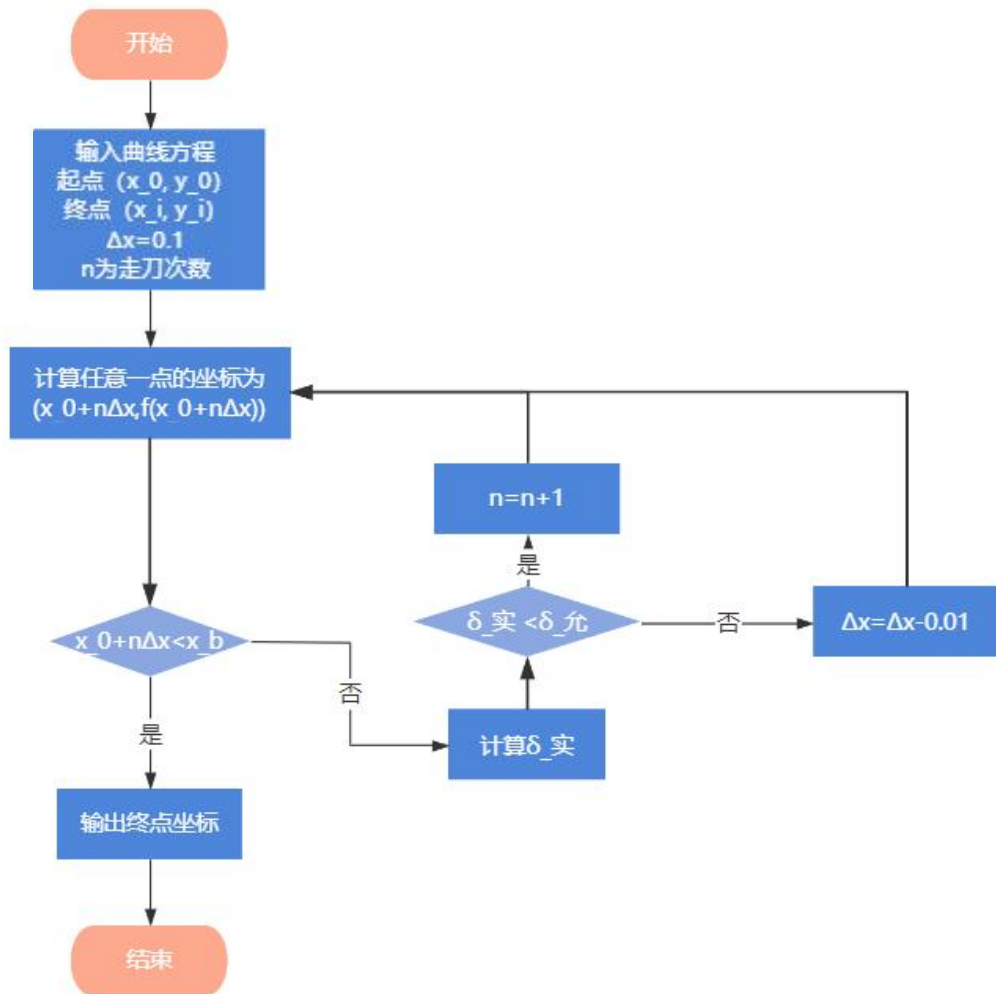 开始
输入曲线方程
起点（x_0, y_0）
终点（x_i, y_i）
Δx=0.1
n为走刀次数
计算任意一点的坐标为
(x_0+nΔx,f(x_0+nΔx))
n=n+1
是
x_0+nΔx<x_b
δ_实 <δ_允
否
Δx=Δx-0.01
否
是
计算δ_实
输出终点坐标
结束